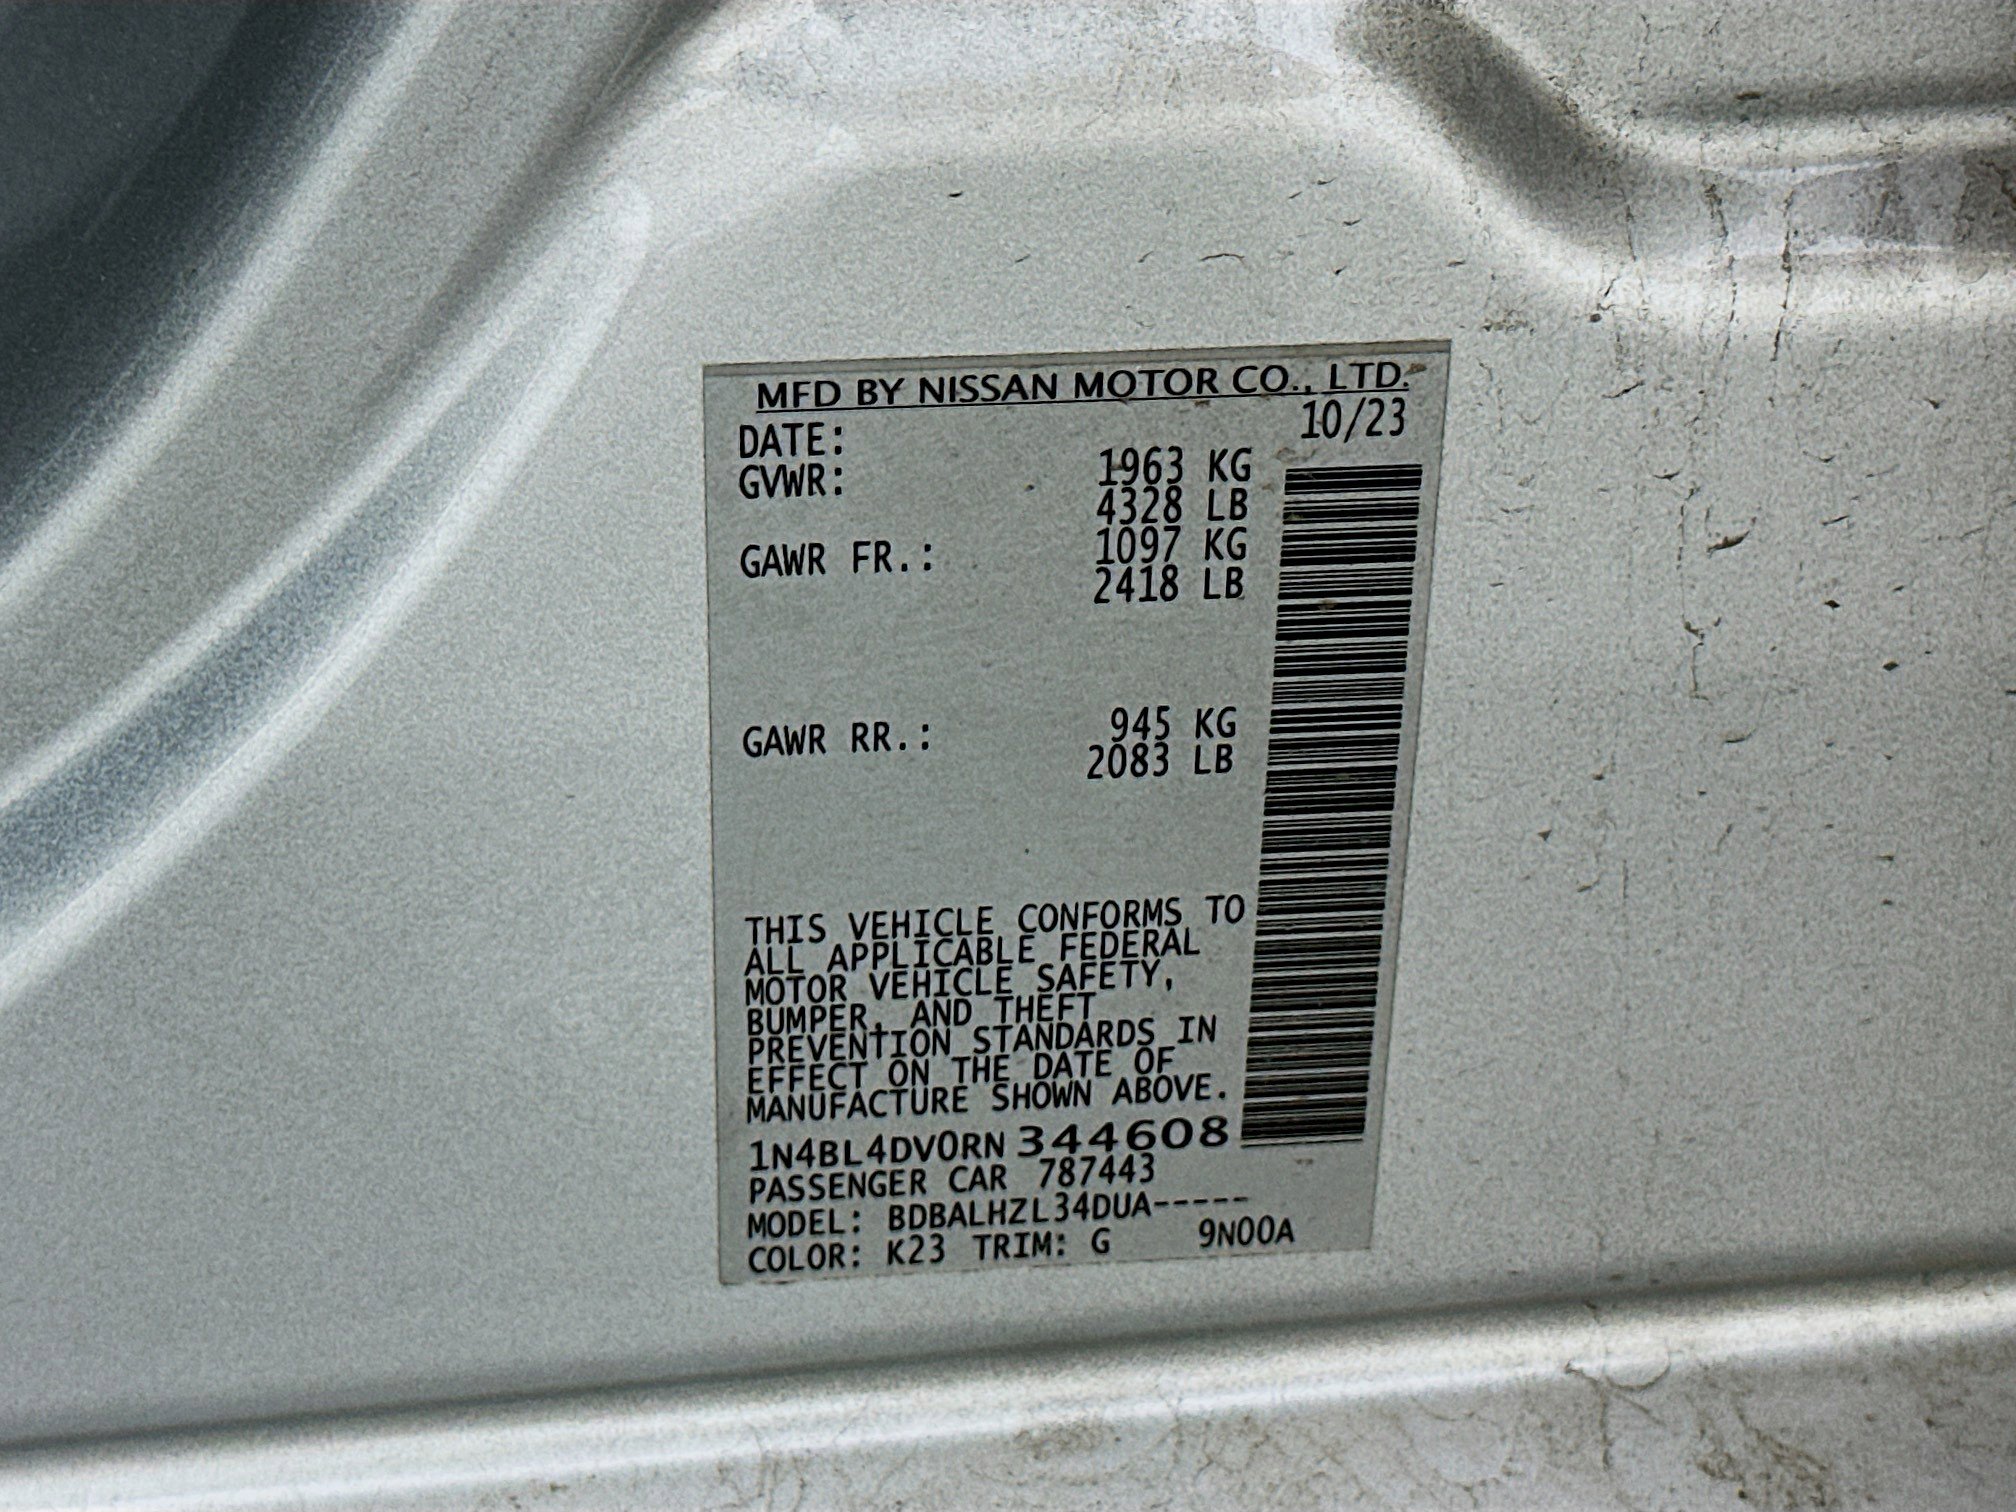 MFD BY NISSAN MOTOR CO., LTD.
DATE: 10/23
GVWR: 1963 KG
4328 LB
GAWR FR.: 1097 KG
2418 LB
GAWR RR.: 945 KG
2083 LB
THIS VEHICLE CONFORMS TO
ALL APPLICABLE FEDERAL
MOTOR VEHICLE SAFETY,
BUMPER, AND THEFT
PREVENTION STANDARDS IN
EFFECT ON THE DATE OF
MANUFACTURE SHOWN ABOVE.
1N4BL4DV0RN344608
PASSENGER CAR 787443
MODEL: BDBALHZL34DUA-----
COLOR: K23 TRIM: G 9N00A